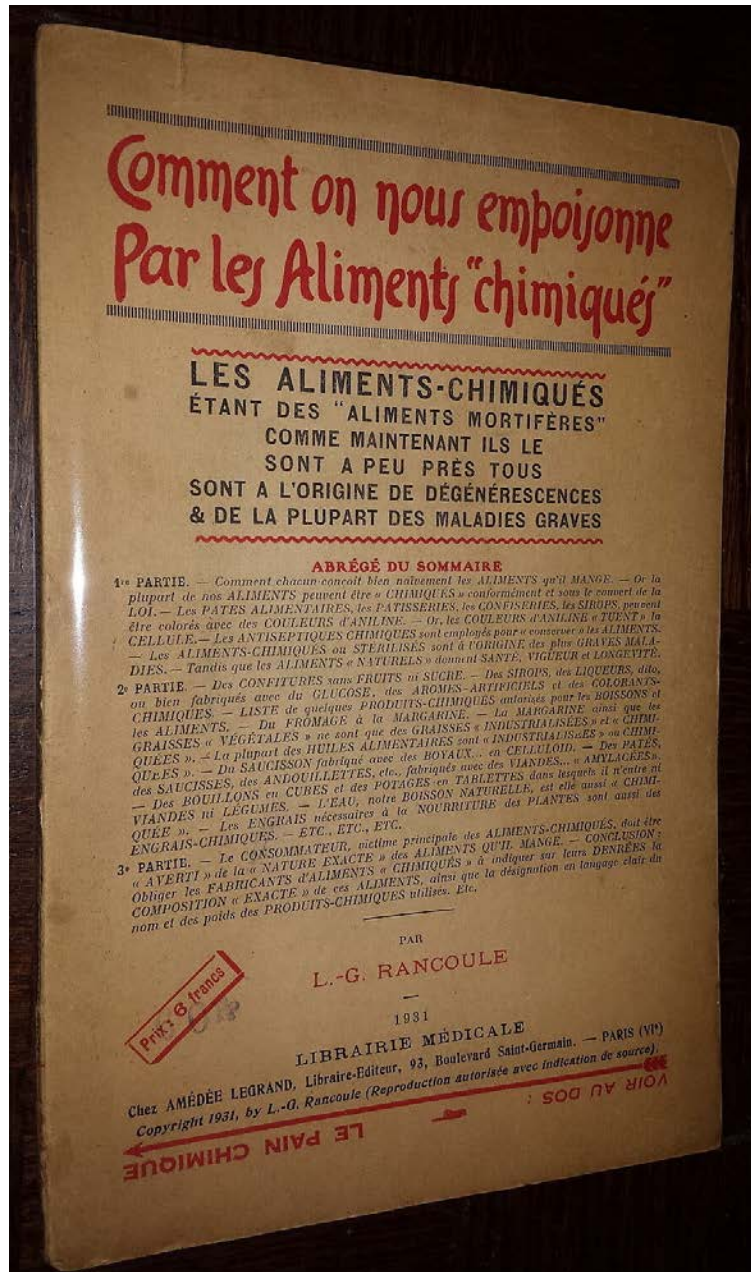 Comment on nous empoisonne
Par les Aliments "chimiqués"
LES ALIMENTS-CHIMIQUÉS
ÉTANT DES "ALIMENTS MORTIFÈRES"
COMME MAINTENANT ILS LE
SONT A PEU PRÈS TOUS
SONT A L'ORIGINE DE DÉGÉNÉRESCENCES
& DE LA PLUPART DES MALADIES GRAVES
ABRÉGÉ DU SOMMAIRE
1re PARTIE. — Comment chacun conçoit bien naïvement les ALIMENTS qu'il MANGE. — Or la
plupart de nos ALIMENTS peuvent être « CHIMIQUÉS » conformément et sous le couvert de la
LOI. — Les PATES ALIMENTAIRES, les PATISSERIES, les CONFISERIES, les SIROPS, peuvent
être colorés avec des COULEURS D'ANILINE. — Or, les COULEURS d'ANILINE « TUENT » la
CELLULE. — Les ANTISEPTIQUES CHIMIQUES sont employés pour « conserver » les ALIMENTS.
— Les ALIMENTS-CHIMIQUÉS ou STÉRILISÉS sont à l'ORIGINE des plus GRAVES MALA-
DIES. — Tandis que les ALIMENTS « NATURELS » donnent SANTÉ, VIGUEUR et LONGÉVITÉ.
2e PARTIE. — Des CONFITURES sans FRUITS ni SUCRE. — Des SIROPS, des LIQUEURS, dito,
ou bien fabriqués avec du GLUCOSE, des AROMES-ARTIFICIELS et des COLORANTS-
CHIMIQUES. — LISTE de quelques PRODUITS-CHIMIQUES autorisés pour les BOISSONS et
les ALIMENTS. — Du FROMAGE à la MARGARINE. — La MARGARINE ainsi que les
GRAISSES « VÉGÉTALES » ne sont que des GRAISSES « INDUSTRIALISÉES » et « CHIMI-
QUÉES ». — La plupart des HUILES ALIMENTAIRES sont « INDUSTRIALISÉES » ou CHIMI-
QUÉES ». — Du SAUCISSON fabriqué avec des BOYAUX... en CELLULOID. — Des PATÉS,
des SAUCISSES, des ANDOUILLETTES, etc., fabriqués avec des VIANDES... « AMYLACÉES ».
— Des BOUILLONS en CUBES et des POTAGES en TABLETTES dans lesquels il n'entre ni
VIANDES ni LÉGUMES. — L'EAU, notre BOISSON NATURELLE, est elle aussi « CHIMI-
QUÉE ». — Les ENGRAIS nécessaires à la NOURRITURE des PLANTES sont aussi des
ENGRAIS-CHIMIQUES. — ETC., ETC., ETC.
3e PARTIE. — Le CONSOMMATEUR, victime principale des ALIMENTS-CHIMIQUÉS, doit être
« AVERTI » de la « NATURE EXACTE » des ALIMENTS QU'IL MANGE. — CONCLUSION :
Obliger les FABRICANTS d'ALIMENTS « CHIMIQUÉS » à indiquer sur leurs DENRÉES la
COMPOSITION « EXACTE » de ces ALIMENTS, ainsi que la désignation en langage clair du
nom et des poids des PRODUITS-CHIMIQUES utilisés. Etc.
PAR
L.-G. RANCOULE
Prix : 6 francs
1931
LIBRAIRIE MÉDICALE
Chez AMÉDÉE LEGRAND, Libraire-Editeur, 93, Boulevard Saint-Germain. — PARIS (VIe)
Copyright 1931, by L.-G. Rancoule (Reproduction autorisée avec indication de source).
VOIR AU DOS :
LE PAIN CHIMIQUE